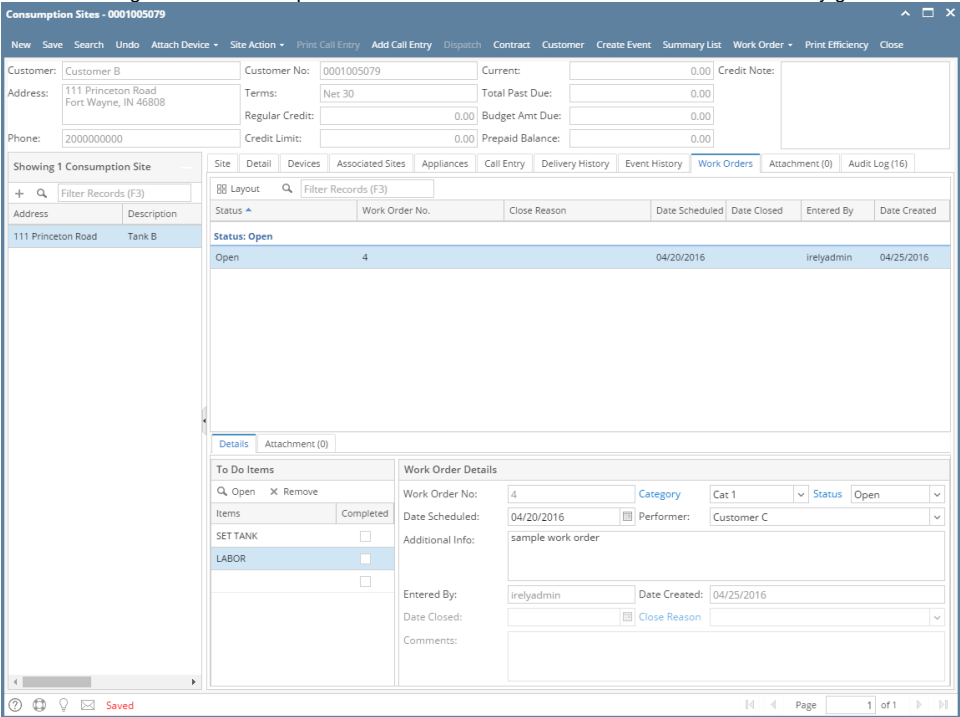 Consumption Sites - 0001005079
New Save Search Undo Attach Device Site Action Print Call Entry Add Call Entry Dispatch Contract Customer Create Event Summary List Work Order Print Efficiency Close
Customer: Customer B Customer No: 0001005079 Current: 0.00 Credit Note:
Address: 111 Princeton Road Terms: Net 30 Total Past Due: 0.00
Fort Wayne, IN 46808
Regular Credit: 0.00 Budget Amt Due: 0.00
Phone: 2000000000 Credit Limit: 0.00 Prepaid Balance: 0.00
Showing 1 Consumption Site
Site Detail Devices Associated Sites Appliances Call Entry Delivery History Event History Work Orders Attachment (0) Audit Log (16)
Filter Records (F3)
Layout Filter Records (F3)
Address Description
Status Work Order No. Close Reason Date Scheduled Date Closed Entered By Date Created
111 Princeton Road Tank B
Status: Open
Open 4 04/20/2016 irelyadmin 04/25/2016
Details Attachment (0)
To Do Items
Work Order Details
Open Remove
Work Order No: 4 Category Cat 1 Status Open
Items Completed
Date Scheduled: 04/20/2016 Performer: Customer C
SET TANK
Additional Info: sample work order
LABOR
Entered By: irelyadmin Date Created: 04/25/2016
Date Closed: Close Reason
Comments:
Saved
Page 1 of 1